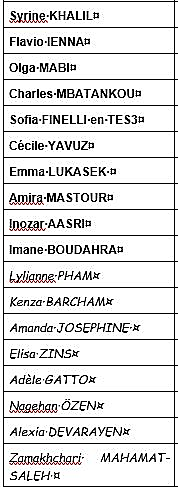 Syrine·KHALIL¤
Flavio·IENNA¤
Olga·MABI¤
Charles·MBATANKOU¤
Sofia·FINELLI·en·TES3¤
Cécile·YAVUZ¤
Emma·LUKASEK·¤
Amira·MASTOUR¤
Inozar·AASRI¤
Imane·BOUDAHRA¤
Lylianne·PHAM¤
Kenza·BARCHAM¤
Amanda·JOSEPHINE·¤
Elisa·ZINS¤
Adèle·GATTO¤
Nagehan·ÖZEN¤
Alexia·DEVARAYEN¤
Zamakhchari· MAHAMAT-
SALEH·¤